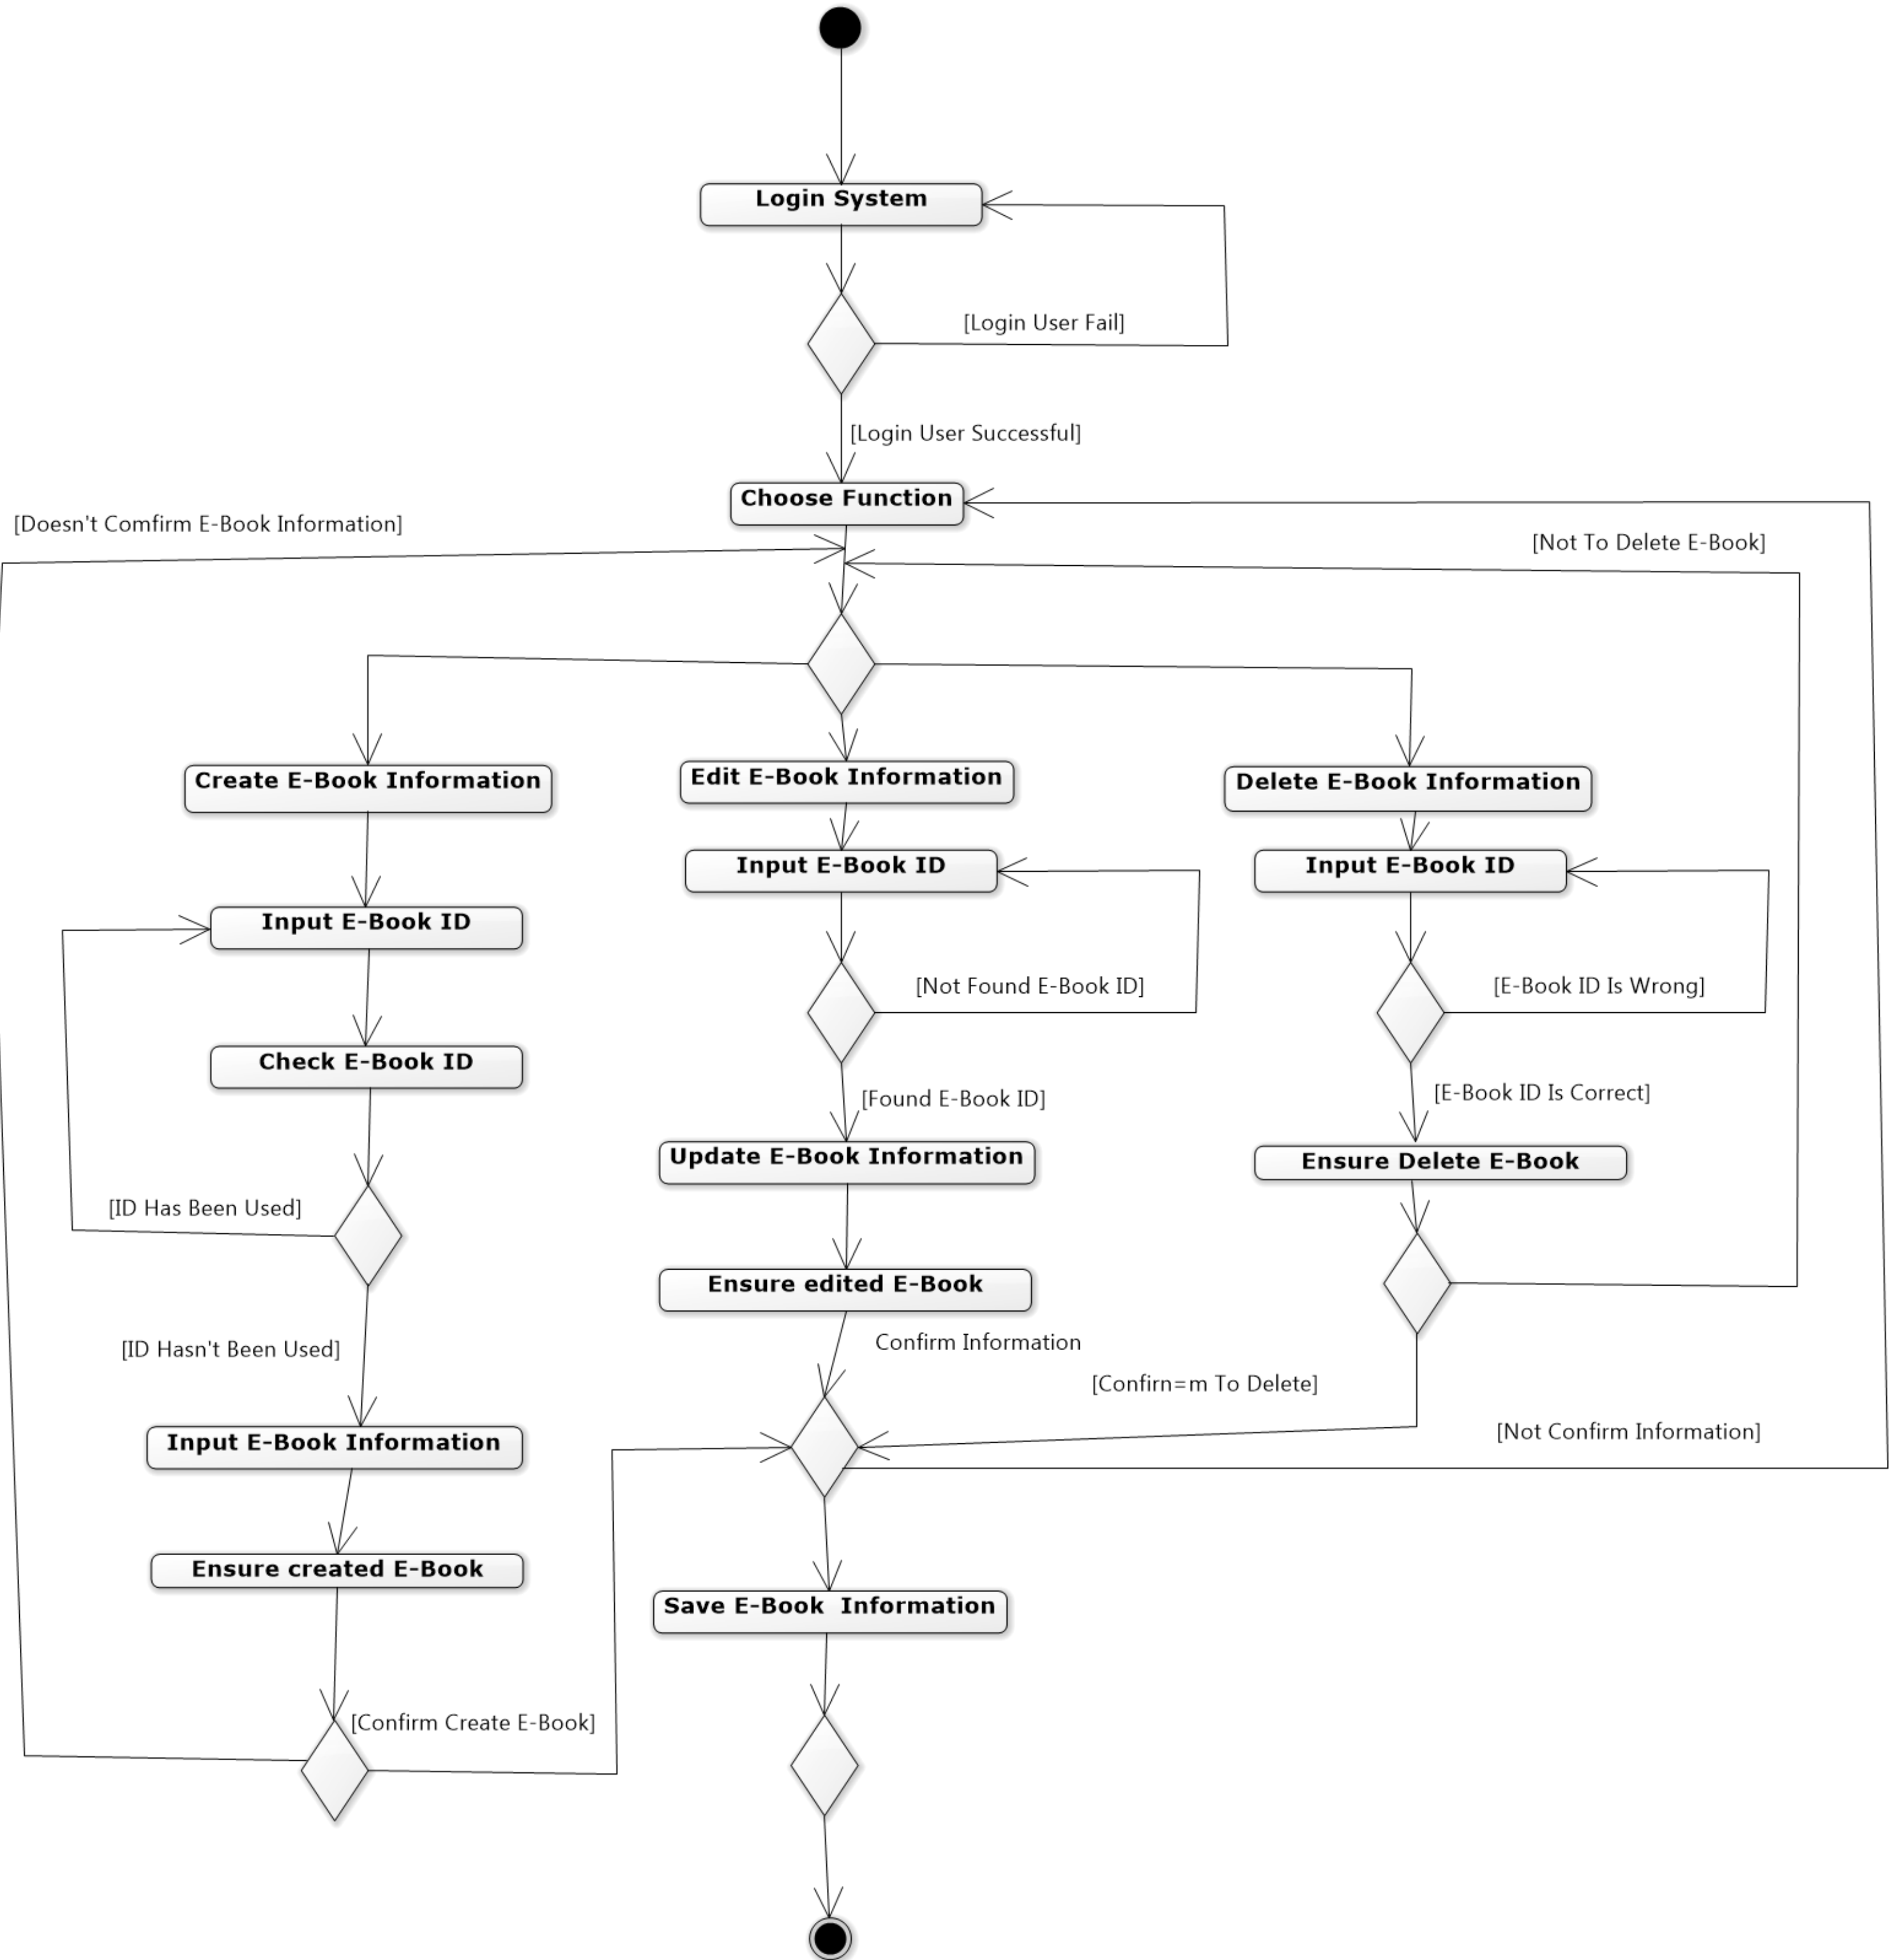 Login System
[Login User Fail]
[Login User Successful]
Choose Function
[Doesn't Comfirm E-Book Information]
[Not To Delete E-Book]
Create E-Book Information
Edit E-Book Information
Delete E-Book Information
Input E-Book ID
Input E-Book ID
Input E-Book ID
[Not Found E-Book ID]
[E-Book ID Is Wrong]
Check E-Book ID
[Found E-Book ID]
[E-Book ID Is Correct]
Update E-Book Information
Ensure Delete E-Book
[ID Has Been Used]
Ensure edited E-Book
[ID Hasn't Been Used]
Confirm Information
[Confirn=m To Delete]
[Not Confirm Information]
Input E-Book Information
Ensure created E-Book
Save E-Book  Information
[Confirm Create E-Book]